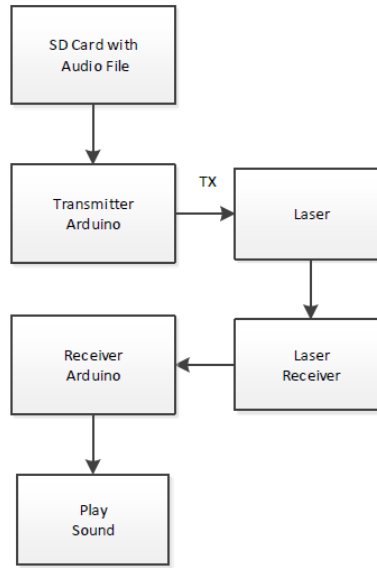 SD Card with
Audio File
Transmitter
Arduino
TX
Laser
Laser
Receiver
Receiver
Arduino
Play
Sound